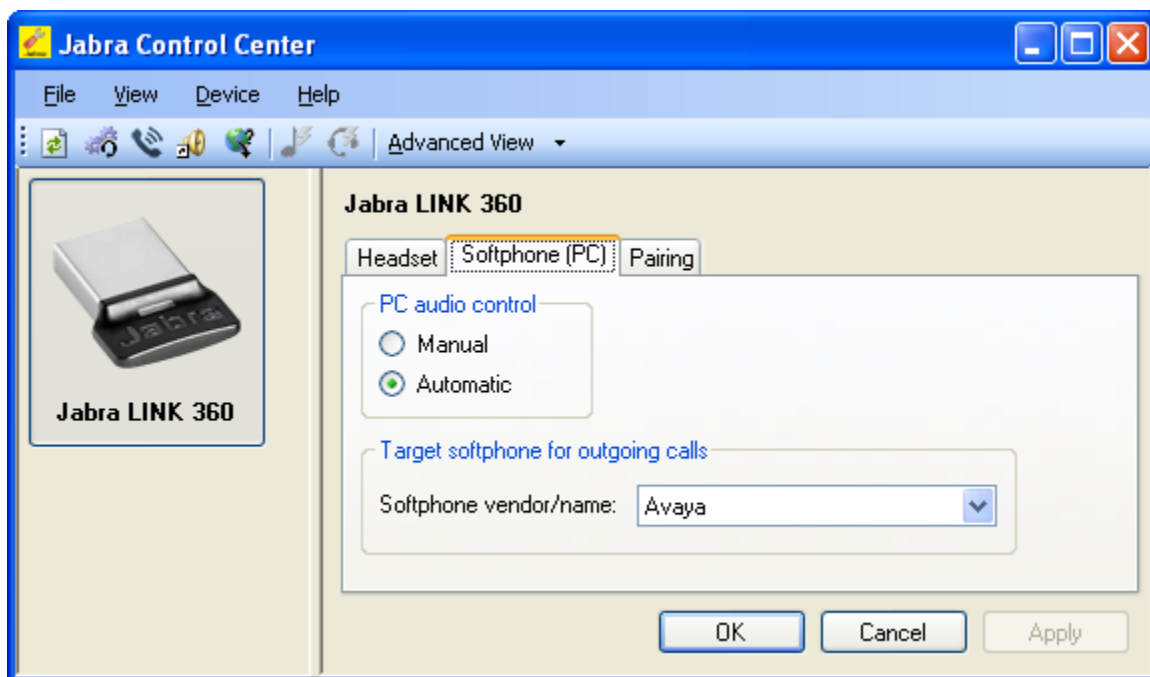 Jabra Control Center
File View Device Help
Advanced View
Jabra
Jabra LINK 360
Jabra LINK 360
Headset Softphone (PC) Pairing
PC audio control
Manual
Automatic
Target softphone for outgoing calls
Softphone vendor/name: Avaya
OK Cancel Apply